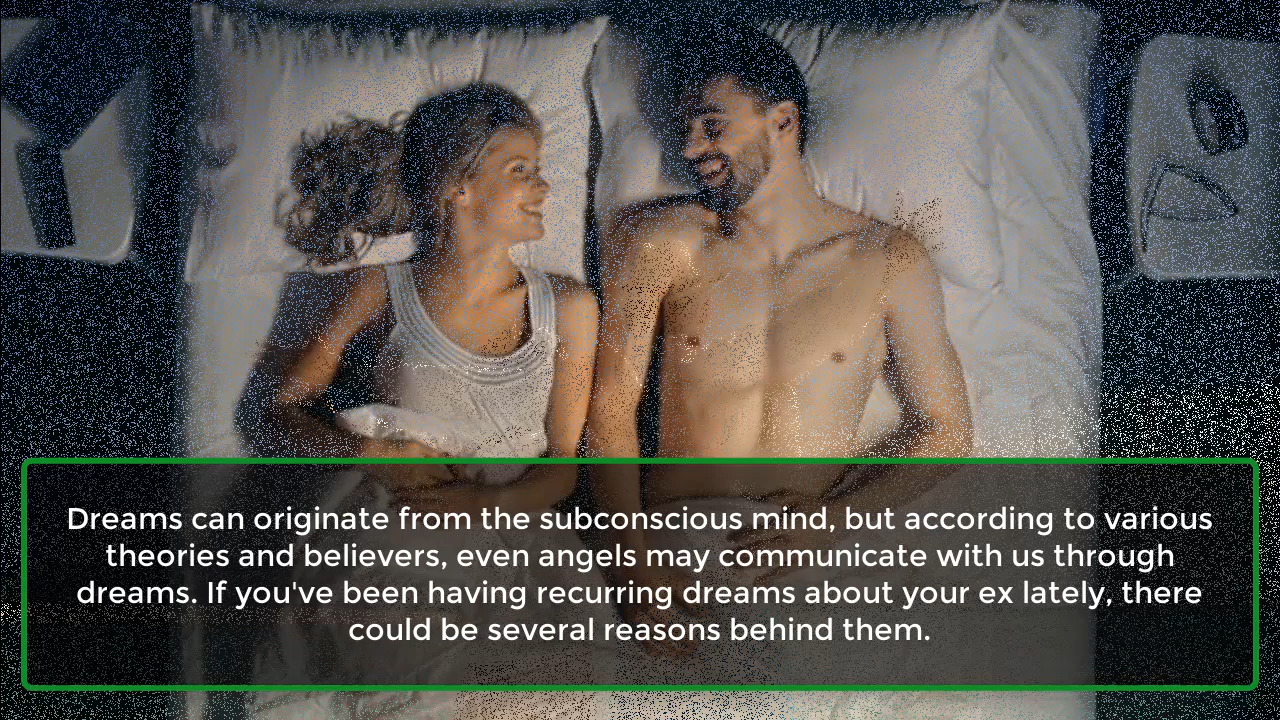 Dreams can originate from the subconscious mind, but according to various
theories and believers, even angels may communicate with us through
dreams. If you've been having recurring dreams about your ex lately, there
could be several reasons behind them.